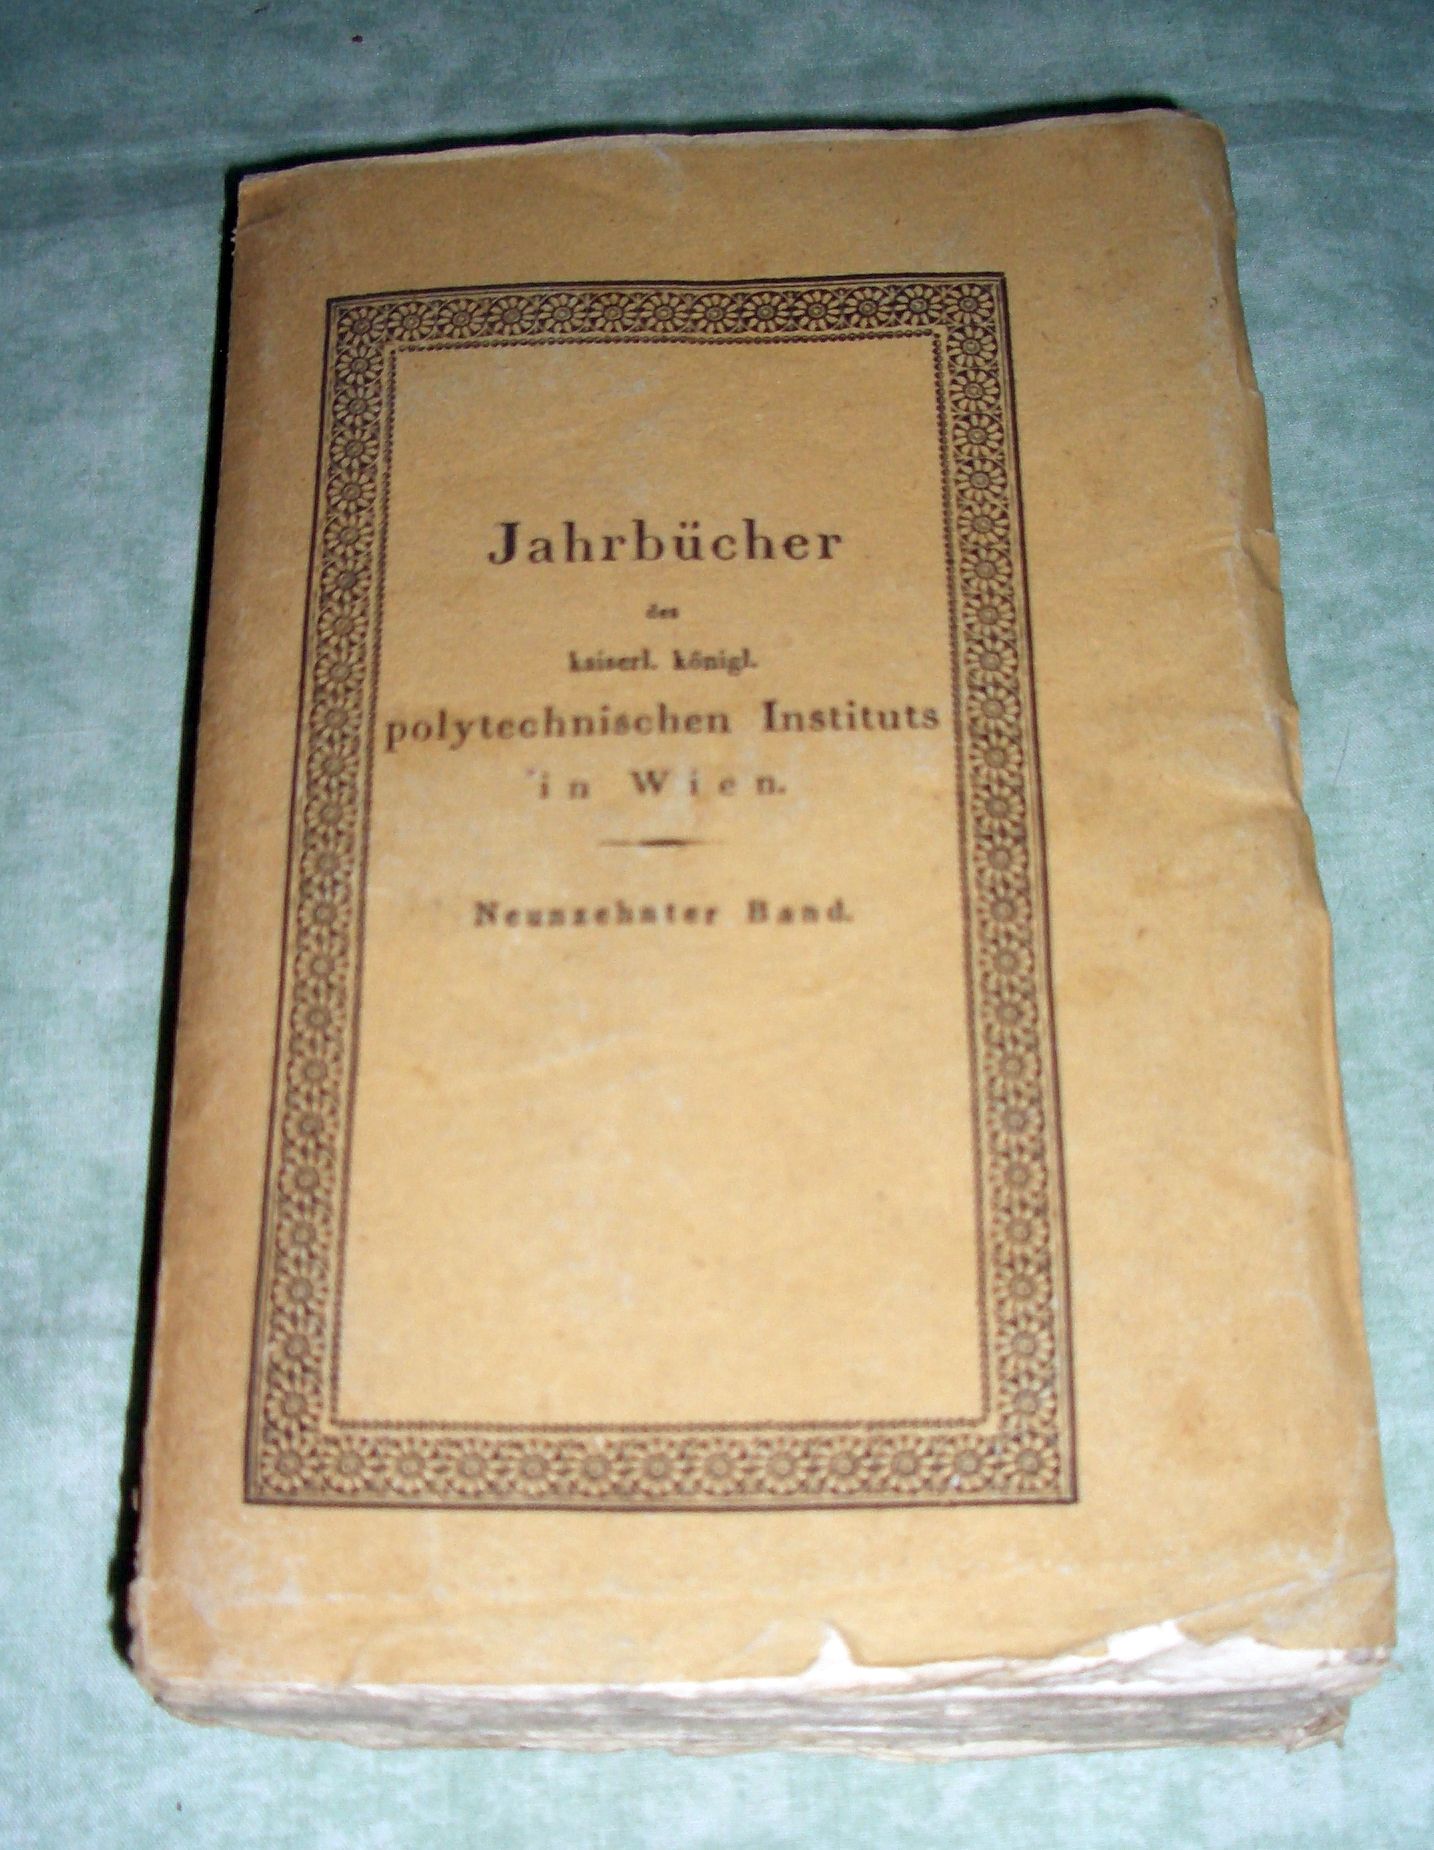 Jahrbücher
des
kaiserl. königl.
polytechnischen Instituts
in Wien.
Neunzehnter Band.